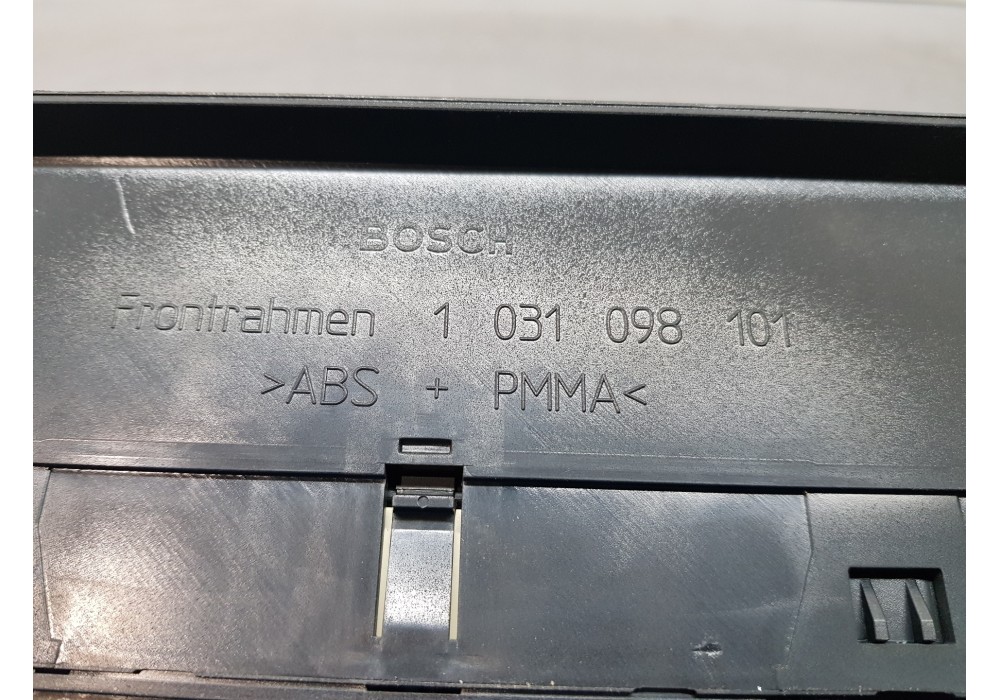 BOSCH
Frontrahmen 1 031 098 101
>ABS + PMMA<